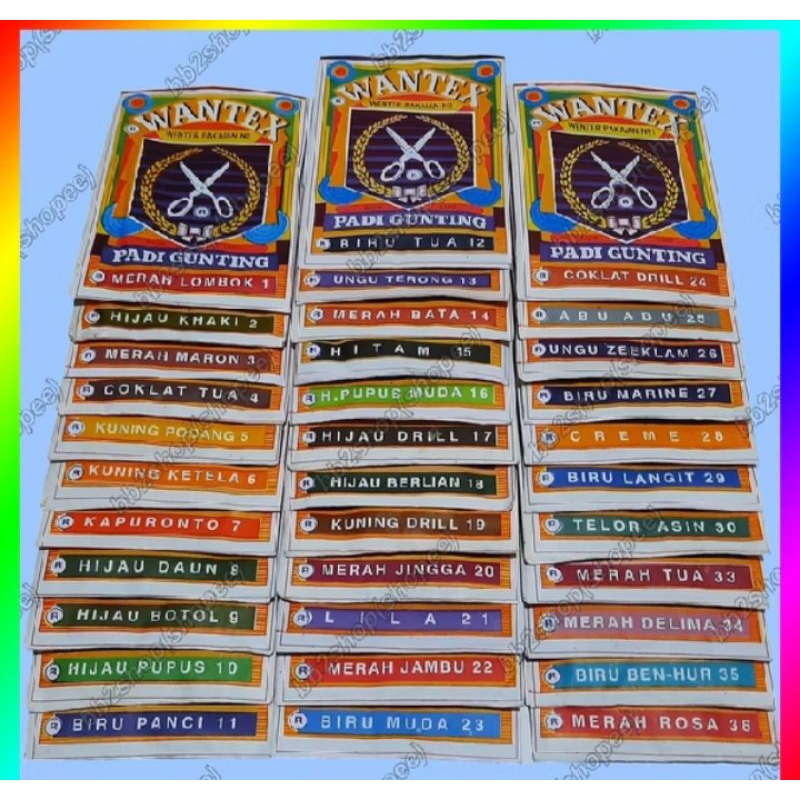 WANTEX
WENTER PAKAIAN NO
PADI GUNTING
MERAH LOMBOK 1
HIJAU KHAKI 2
MERAH MARON 3
COKLAT TUA 4
KUNING PODANG 5
KUNING KETELA 6
KAPURONTO 7
HIJAU DAUN 8
HIJAU BOTOL 9
HIJAU PUPUS 10
BIRU PANCI 11
WANTEX
WENTER PAKAIAN NO
PADI GUNTING
BIRU TUA 12
UNGU TERONG 13
MERAH BATA 14
HITAM 15
H.PUPUS MUDA 16
HIJAU DRILL 17
HIJAU BERLIAN 18
KUNING DRILL 19
MERAH JINGGA 20
LILA 21
MERAH JAMBU 22
BIRU MUDA 23
WANTEX
WENTER PAKAIAN NO
PADI GUNTING
COKLAT DRILL 24
ABU ABU 25
UNGU ZEEKLAM 26
BIRU MARINE 27
CREME 28
BIRU LANGIT 29
TELOR ASIN 30
MERAH TUA 33
MERAH DELIMA 34
BIRU BEN-HUR 35
MERAH ROSA 36
bb2shop(shopee)